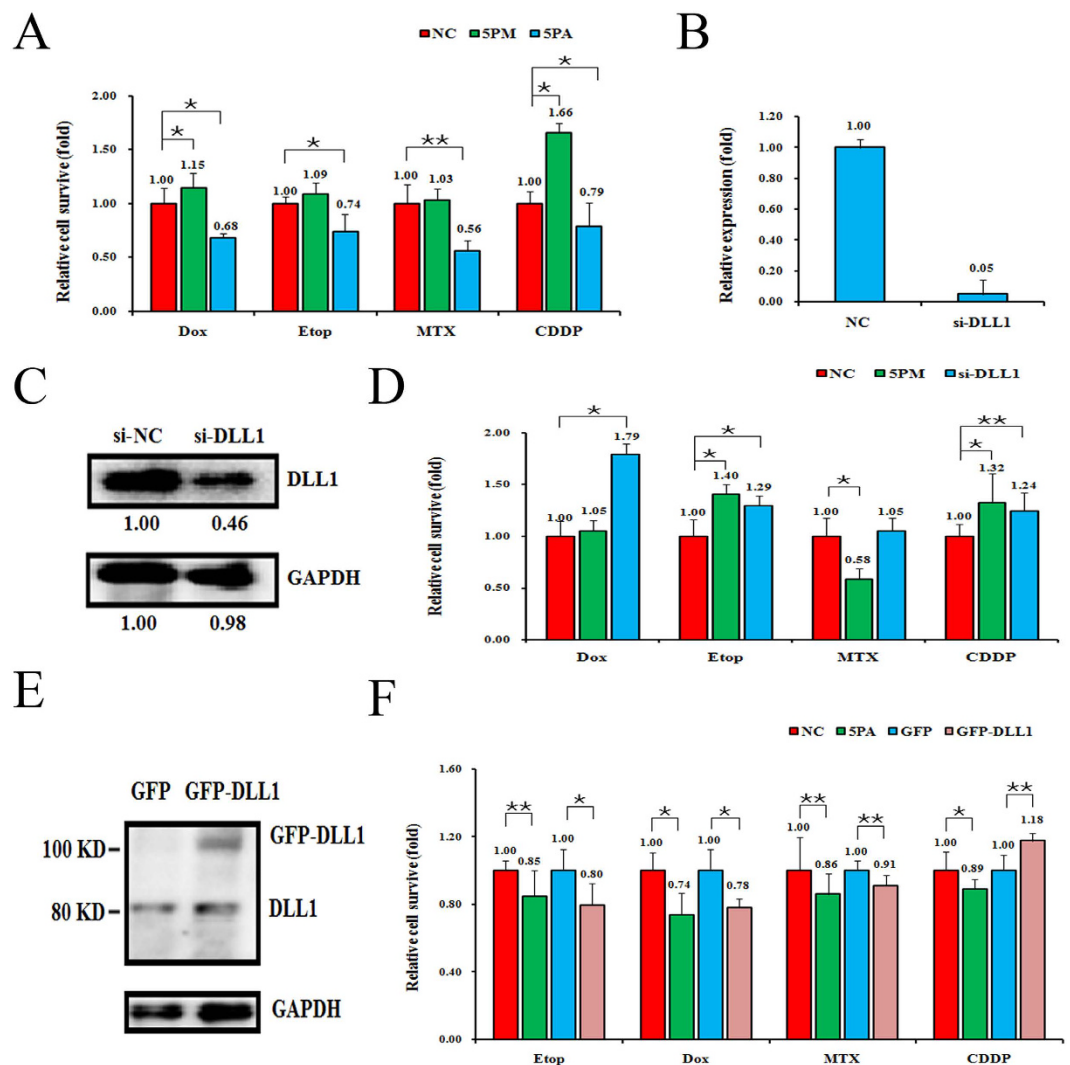 A
NC 5PM 5PA
Relative cell survive (fold)
2.00
1.50
1.00
0.50
0.00
* * * ** * *
1.00 1.15 0.68
1.00 1.09 0.74
1.00 1.03 0.56
1.00 1.66 0.79
Dox Etop MTX CDDP
B
Relative expression (fold)
1.20
1.00
0.80
0.60
0.40
0.20
0.00
1.00 0.05
NC si-DLL1
C
si-NC si-DLL1
DLL1
1.00 0.46
GAPDH
1.00 0.98
D
NC 5PM si-DLL1
Relative cell survive (fold)
2.00
1.50
1.00
0.50
0.00
* * * * ** *
1.00 1.05 1.79
1.00 1.40 1.29
1.00 0.58 1.05
1.00 1.32 1.24
Dox Etop MTX CDDP
E
GFP GFP-DLL1
100 KD
GFP-DLL1
80 KD
DLL1
GAPDH
F
NC 5PA GFP GFP-DLL1
Relative cell survive (fold)
1.60
1.20
0.80
0.40
0.00
** * * * ** ** * **
1.00 0.85 1.00 0.80
1.00 0.74 1.00 0.78
1.00 0.86 1.00 0.91
1.00 0.89 1.00 1.18
Etop Dox MTX CDDP